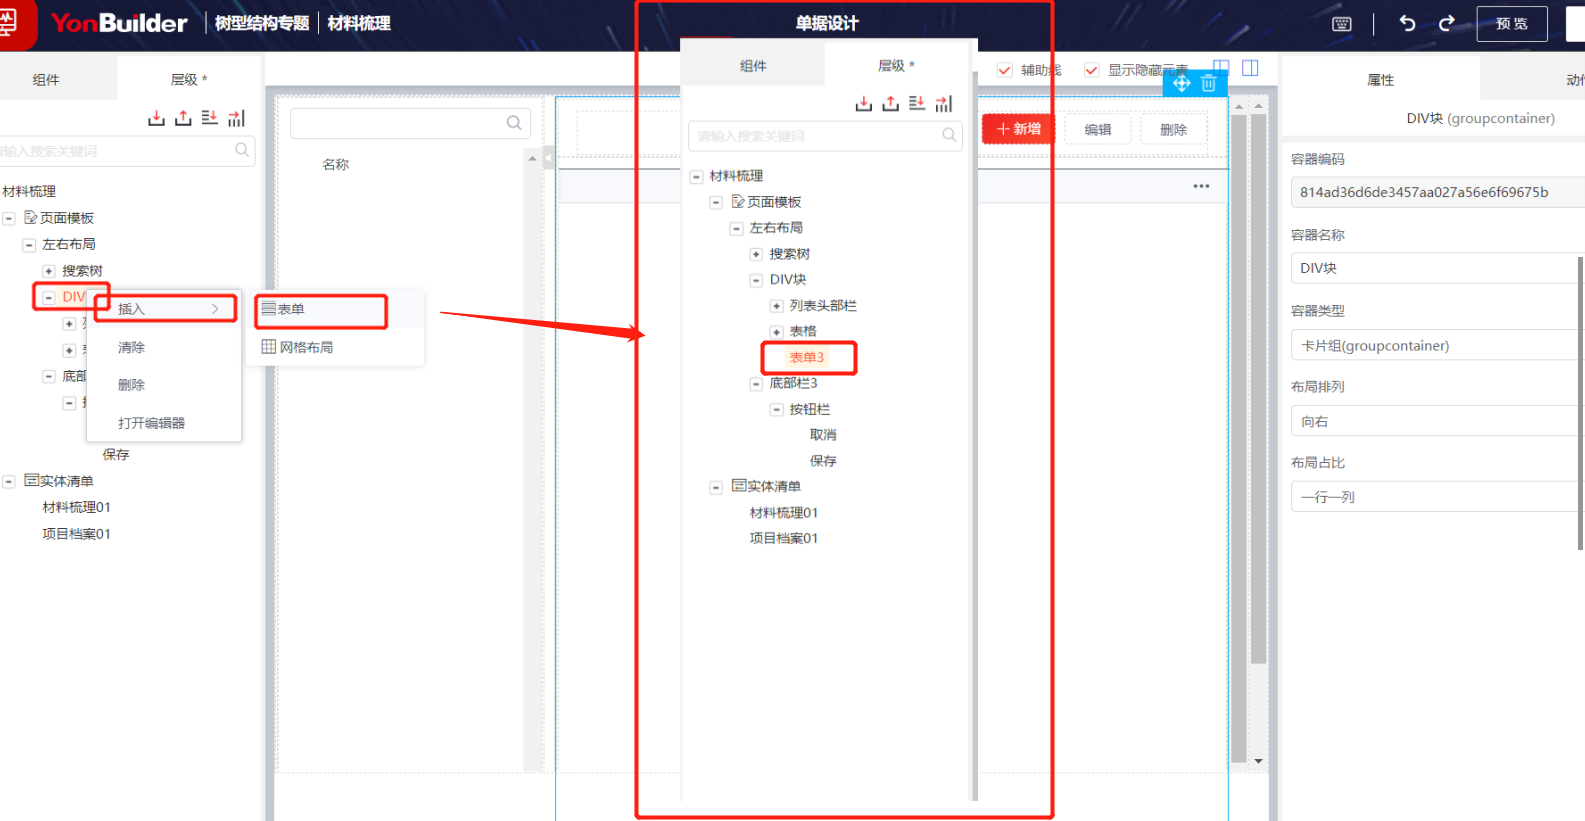 YonBuilder 树型结构专题 材料梳理
单据设计
预览
组件
层级 *
输入搜索关键词
材料梳理
页面模板
左右布局
搜索树
DIV
底部
保存
实体清单
材料梳理01
项目档案01
插入
清除
删除
打开编辑器
表单
网格布局
名称
组件
层级 *
请输入搜索关键词
材料梳理
页面模板
左右布局
搜索树
DIV块
列表头部栏
表格
表单3
底部栏3
按钮栏
取消
保存
实体清单
材料梳理01
项目档案01
辅助线
显示隐藏元素
新增
编辑
删除
属性
动
DIV块 (groupcontainer)
容器编码
814ad36d6de3457aa027a56e6f69675b
容器名称
DIV块
容器类型
卡片组(groupcontainer)
布局排列
向右
布局占比
一行一列